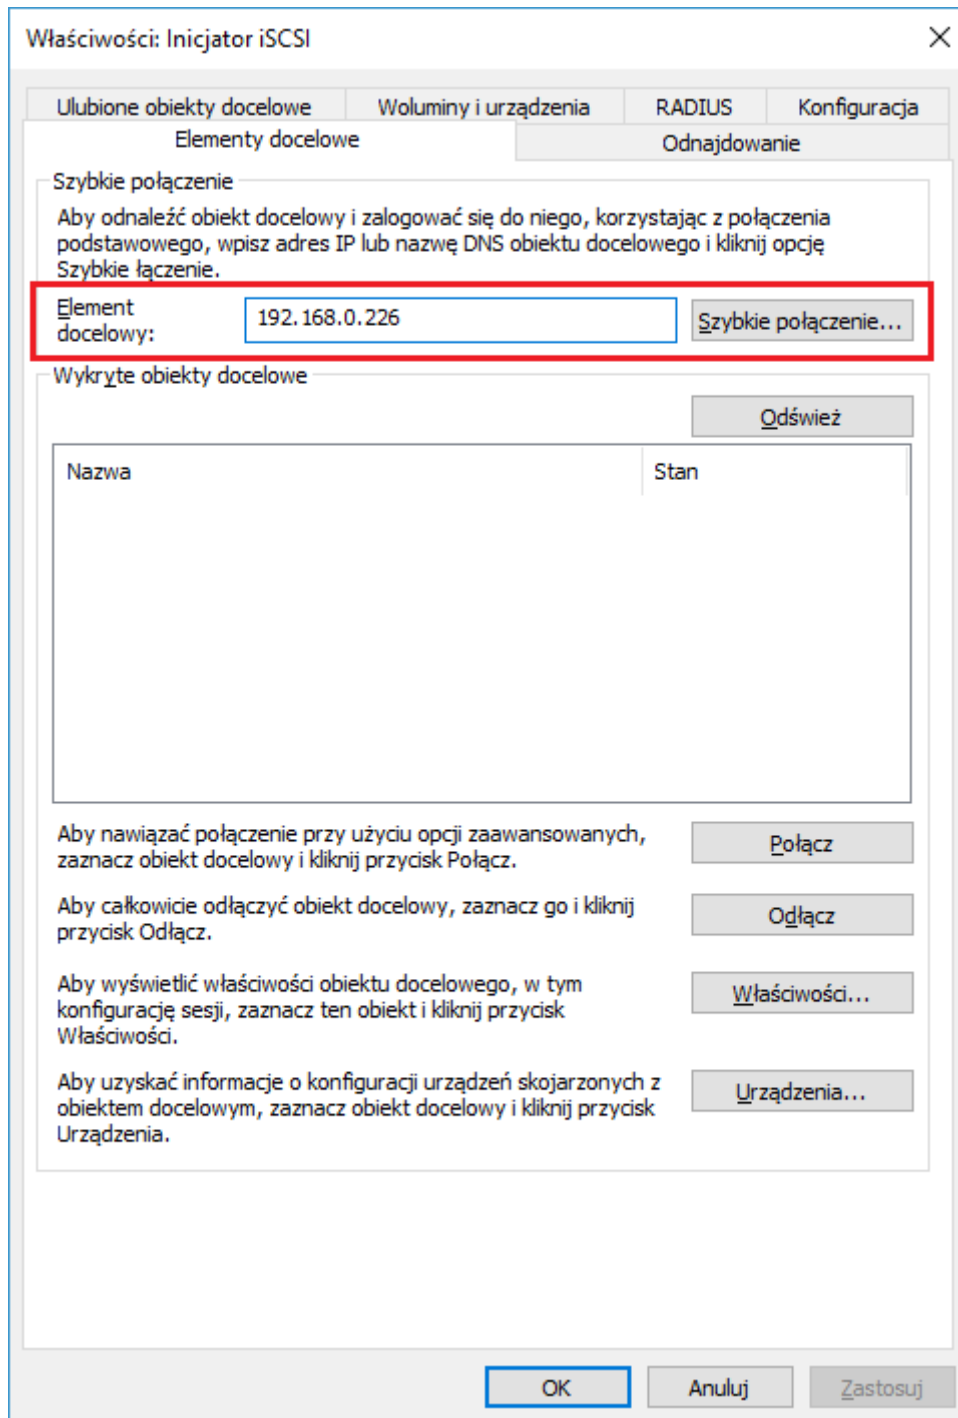 Właściwości: Inicjator iSCSI
Ulubione obiekty docelowe
Woluminy i urządzenia
RADIUS
Konfiguracja
Elementy docelowe
Odnajdowanie
Szybkie połączenie
Aby odnaleźć obiekt docelowy i zalogować się do niego, korzystając z połączenia
podstawowego, wpisz adres IP lub nazwę DNS obiektu docelowego i kliknij opcję
Szybkie łączenie.
Element
docelowy:
192.168.0.226
Szybkie połączenie...
Wykryte obiekty docelowe
Odśwież
Nazwa
Stan
Aby nawiązać połączenie przy użyciu opcji zaawansowanych,
zaznacz obiekt docelowy i kliknij przycisk Połącz.
Połącz
Aby całkowicie odłączyć obiekt docelowy, zaznacz go i kliknij
przycisk Odłącz.
Odłącz
Aby wyświetlić właściwości obiektu docelowego, w tym
konfigurację sesji, zaznacz ten obiekt i kliknij przycisk
Właściwości.
Właściwości...
Aby uzyskać informacje o konfiguracji urządzeń skojarzonych z
obiektem docelowym, zaznacz obiekt docelowy i kliknij przycisk
Urządzenia.
Urządzenia...
OK
Anuluj
Zastosuj